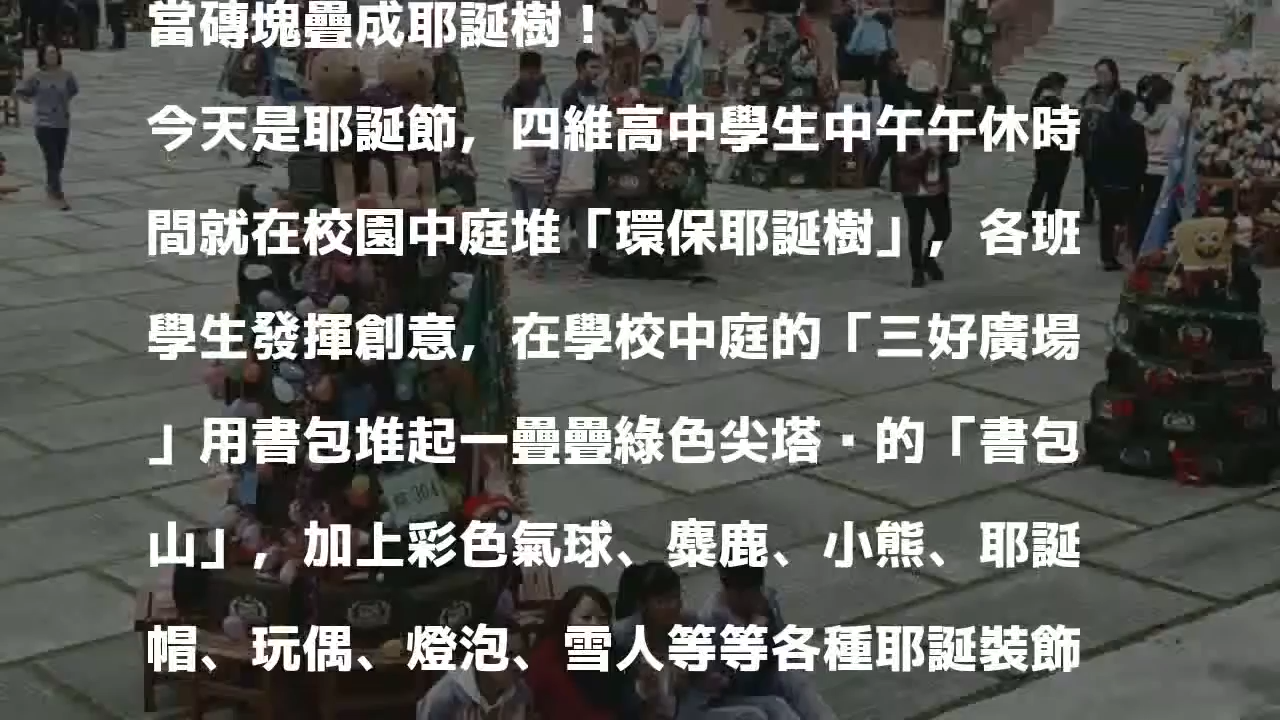 當磚塊疊成耶誕樹！
今天是耶誕節，四維高中學生中午午休時
間就在校園中庭堆「環保耶誕樹」，各班
學生發揮創意，在學校中庭的「三好廣場
」用書包堆起一疊疊綠色尖塔·的「書包
山」，加上彩色氣球、麋鹿、小熊、耶誕
帽、玩偶、燈泡、雪人等等各種耶誕裝飾
304